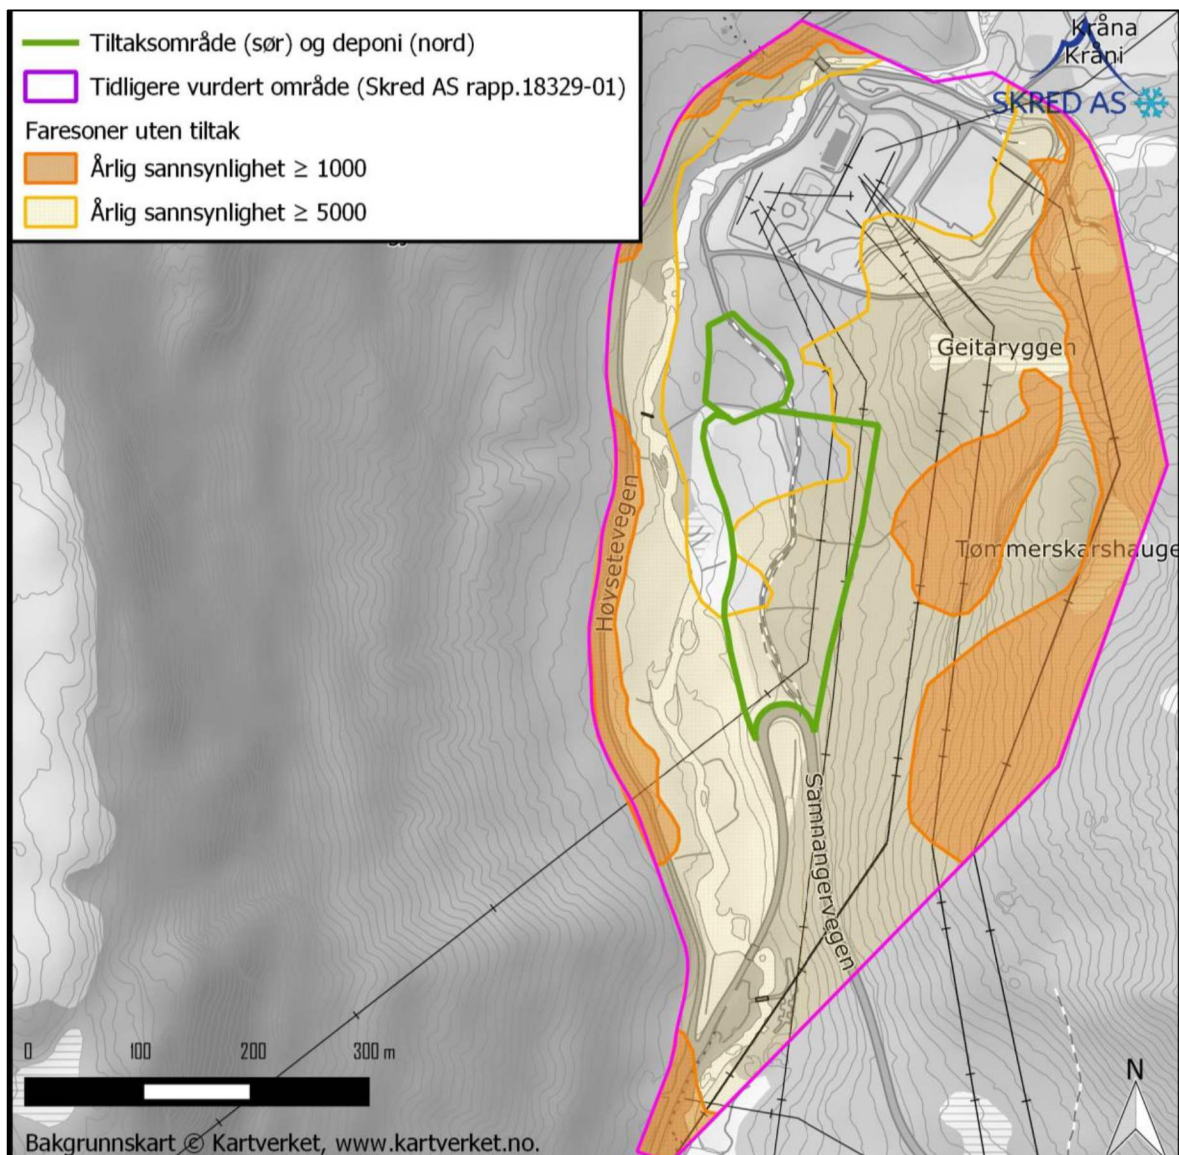 Tiltaksområde (sør) og deponi (nord)
Tidligere vurdert område (Skred AS rapp.18329-01)
Faresoner uten tiltak
Årlig sannsynlighet ≥ 1000
Årlig sannsynlighet ≥ 5000
Kråna
Kråni
SKRED AS
Geitaryggen
Tømmerskarshauge
Høysetevegen
Samnangervegen
0 100 200 300 m
N
Bakgrunnskart © Kartverket, www.kartverket.no.